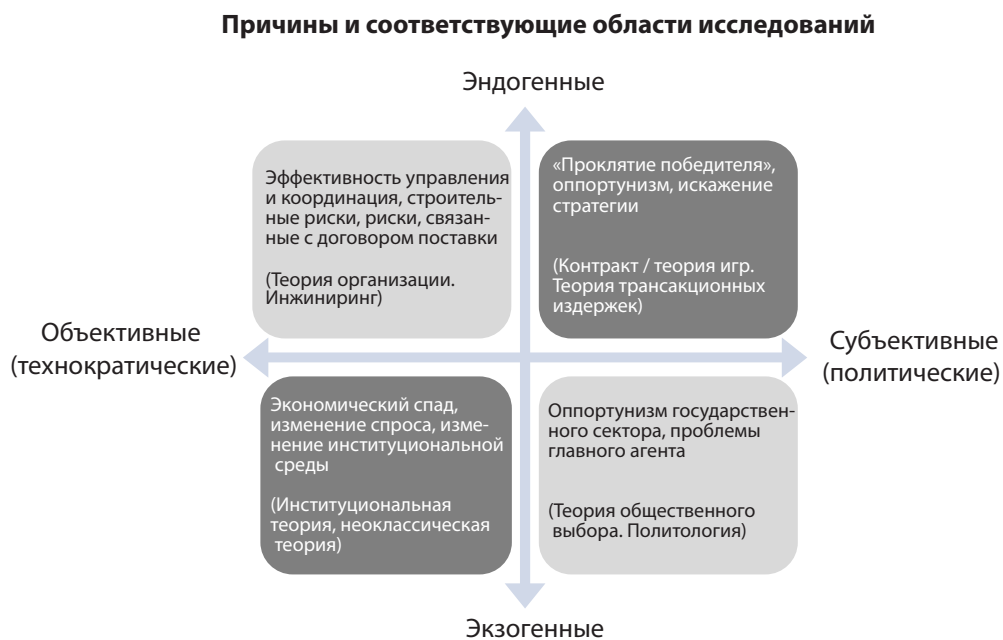 Причины и соответствующие области исследований
Эндогенные
Эффективность управления
и координация, строитель-
ные риски, риски, связан-
ные с договором поставки
(Теория организации.
Инжиниринг)
«Проклятие победителя»,
оппортунизм, искажение
стратегии
(Контракт / теория игр.
Теория трансакционных
издержек)
Объективные
(технократические)
Субъективные
(политические)
Экономический спад,
изменение спроса, изме-
нение институциональной
среды
(Институциональная
теория, неоклассическая
теория)
Оппортунизм государствен-
ного сектора, проблемы
главного агента
(Теория общественного
выбора. Политология)
Экзогенные